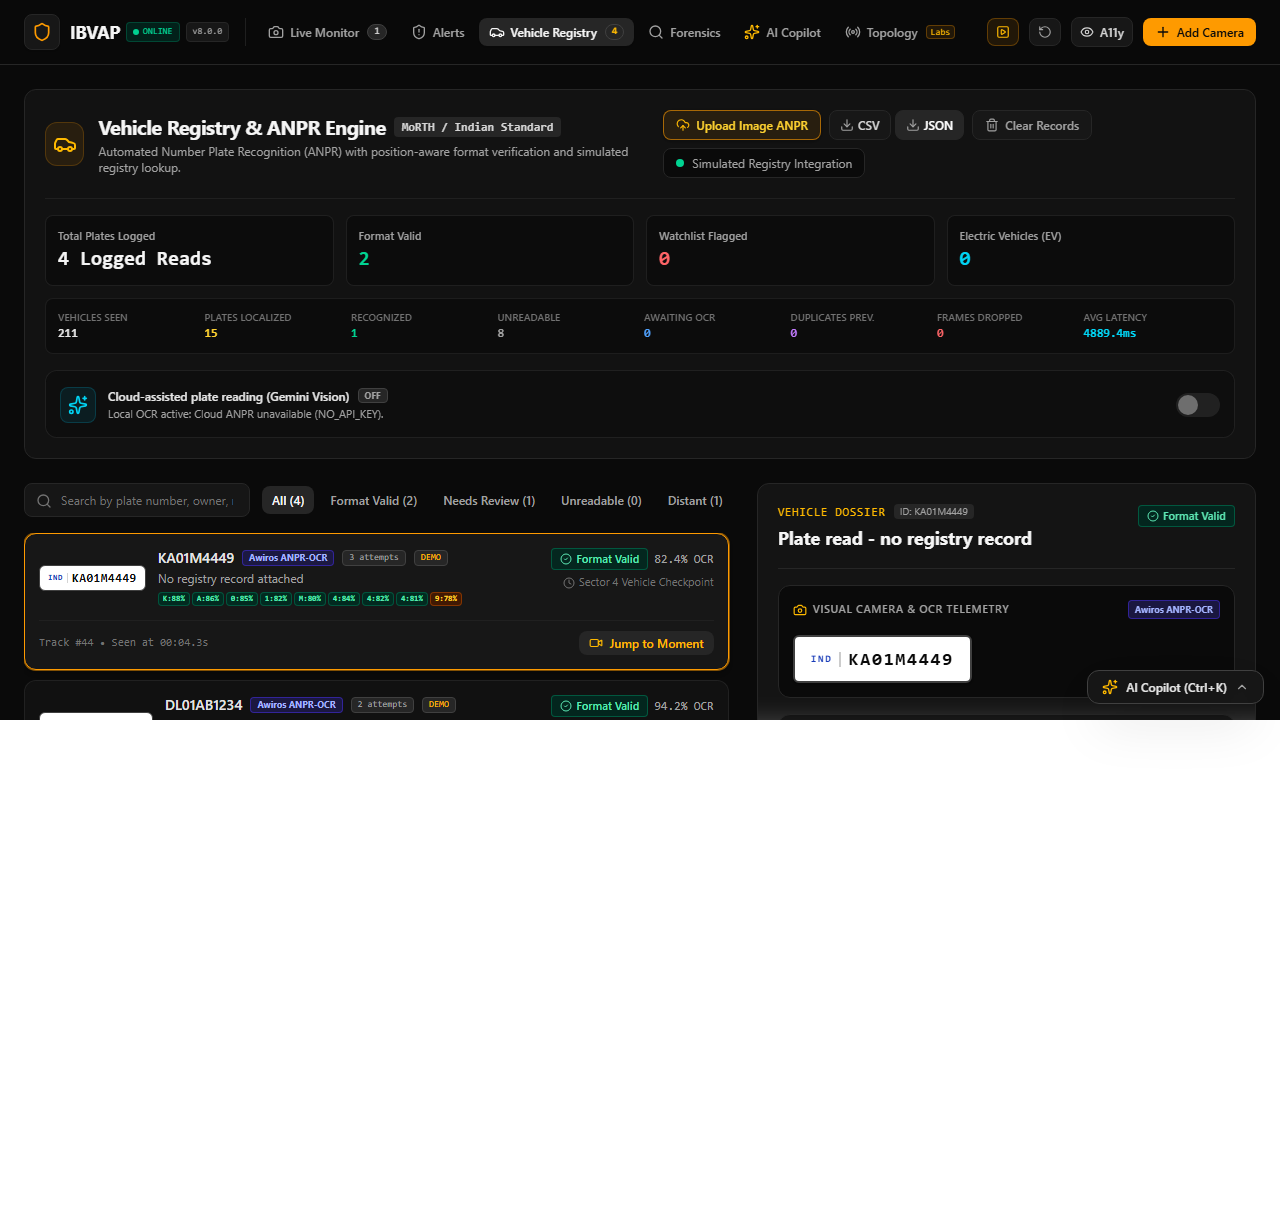 IBVAP
ONLINE
v8.0.0
Live Monitor 1
Alerts
Vehicle Registry 4
Forensics
AI Copilot
Topology Labs
A11y
Add Camera
Vehicle Registry & ANPR Engine
MoRTH / Indian Standard
Automated Number Plate Recognition (ANPR) with position-aware format verification and simulated
registry lookup.
Upload Image ANPR
CSV
JSON
Clear Records
Simulated Registry Integration
Total Plates Logged
4 Logged Reads
Format Valid
2
Watchlist Flagged
0
Electric Vehicles (EV)
0
VEHICLES SEEN
211
PLATES LOCALIZED
15
RECOGNIZED
1
UNREADABLE
8
AWAITING OCR
0
DUPLICATES PREV.
0
FRAMES DROPPED
0
AVG LATENCY
4889.4ms
Cloud-assisted plate reading (Gemini Vision) OFF
Local OCR active: Cloud ANPR unavailable (NO_API_KEY).
Search by plate number, owner,
All (4)
Format Valid (2)
Needs Review (1)
Unreadable (0)
Distant (1)
IND KA01M4449
KA01M4449
Awiros ANPR-OCR
3 attempts
DEMO
Format Valid
82.4% OCR
No registry record attached
Sector 4 Vehicle Checkpoint
K:88% A:86% 0:85% 1:82% M:80% 4:84% 4:82% 4:81% 9:78%
Track #44 • Seen at 00:04.3s
Jump to Moment
DL01AB1234
Awiros ANPR-OCR
2 attempts
DEMO
Format Valid
94.2% OCR
VEHICLE DOSSIER
ID: KA01M4449
Format Valid
Plate read - no registry record
VISUAL CAMERA & OCR TELEMETRY
Awiros ANPR-OCR
IND KA01M4449
AI Copilot (Ctrl+K)